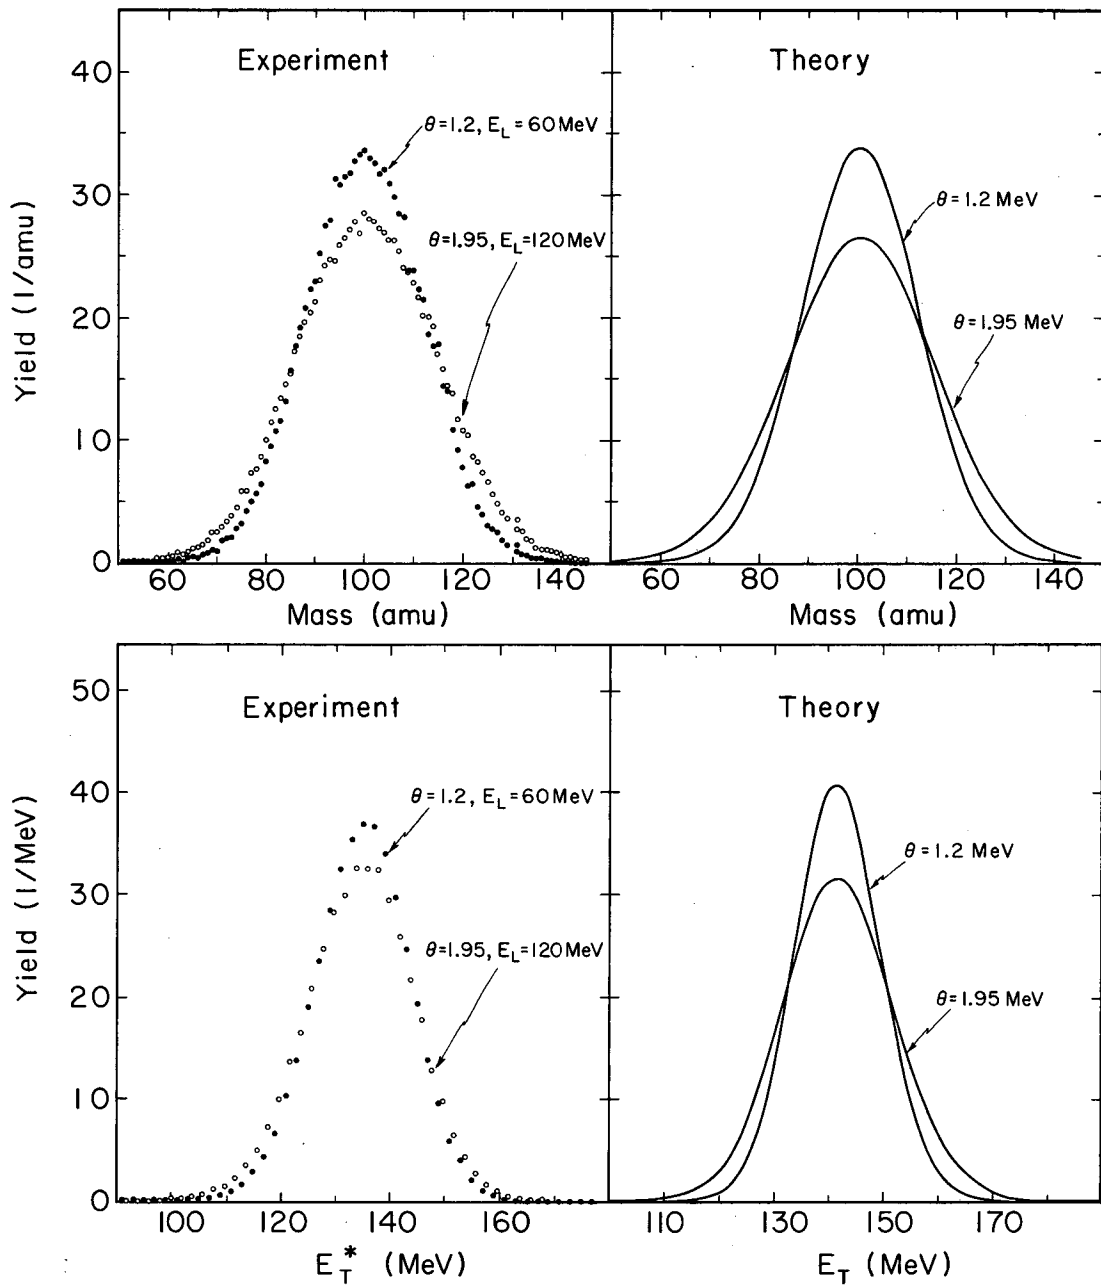 Experiment
Theory
40
30
20
10
0
Yield (1/amu)
θ=1.2, E_L=60MeV
θ=1.95, E_L=120MeV
θ=1.2 MeV
θ=1.95 MeV
60 80 100 120 140
60 80 100 120 140
Mass (amu)
Mass (amu)
Experiment
Theory
50
40
30
20
10
0
Yield (1/MeV)
θ=1.2, E_L=60MeV
θ=1.95, E_L=120MeV
θ=1.2 MeV
θ=1.95 MeV
100 120 140 160
110 130 150 170
E_T^* (MeV)
E_T (MeV)